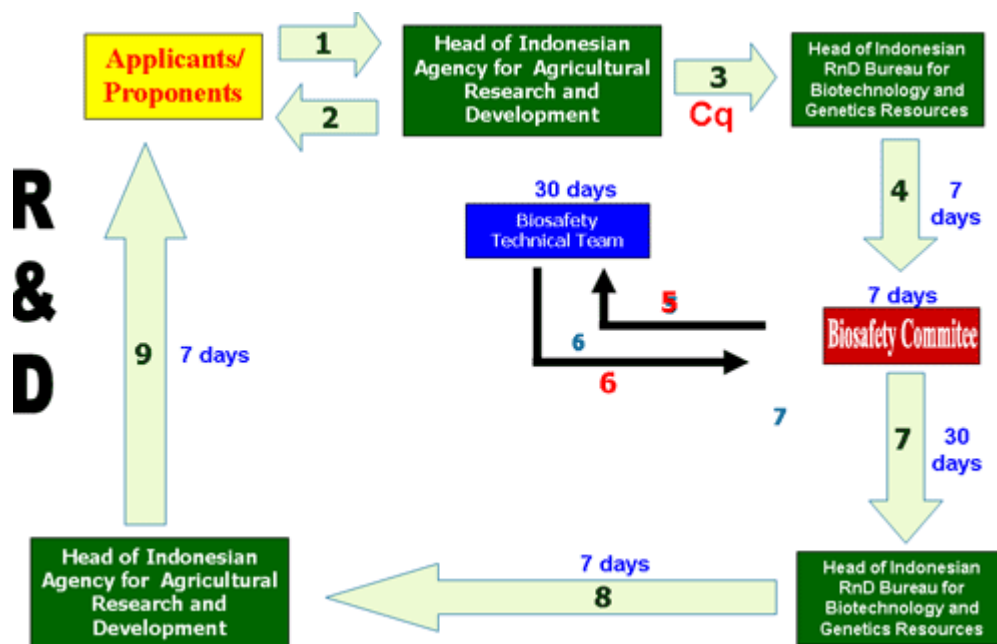 Applicants/
Proponents
1
2
Head of Indonesian
Agency for Agricultural
Research and
Development
3
Cq
Head of Indonesian
RnD Bureau for
Biotechnology and
Genetics Resources
R
&
D
4
7
days
30 days
Biosafety
Technical Team
5
6
6
7 days
Biosafety Commitee
7
7
30
days
9
7 days
Head of Indonesian
Agency for Agricultural
Research and
Development
7 days
8
Head of Indonesian
RnD Bureau for
Biotechnology and
Genetics Resources